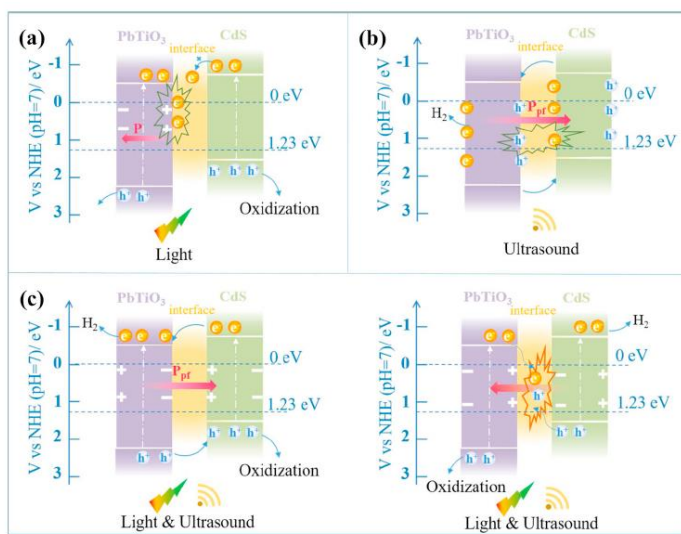 (a)
PbTiO₃
CdS
interface
V vs NHE (pH=7)/ eV
-1
0
1
2
3
e⁻ e⁻ e⁻ e⁻ e⁻
e⁻
0 eV
e⁻
P
1.23 eV
h⁺ h⁺ h⁺
h⁺ h⁺
Oxidization
Light
(b)
PbTiO₃
CdS
interface
V vs NHE (pH=7)/ eV
-1
0
1
2
3
e⁻ h⁺
0 eV
e⁻ h⁺ e⁻
H₂
Ppf
h⁺
e⁻
h⁺ e⁻ h⁺
1.23 eV
e⁻
Ultrasound
(c)
PbTiO₃
CdS
interface
V vs NHE (pH=7)/ eV
-1
0
1
2
3
H₂
e⁻ e⁻ e⁻ e⁻ e⁻
0 eV
Ppf
1.23 eV
h⁺ h⁺ h⁺
h⁺ h⁺
Oxidization
Light & Ultrasound
PbTiO₃
CdS
interface
V vs NHE (pH=7)/ eV
-1
0
1
2
3
e⁻ e⁻ e⁻ e⁻
H₂
0 eV
e⁻
h⁺
1.23 eV
h⁺ h⁺
h⁺ h⁺
Oxidization
Light & Ultrasound